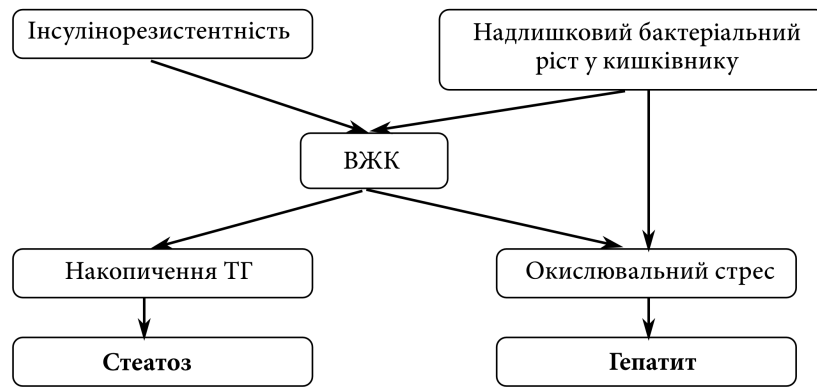 Інсулінорезистентність
Надлишковий бактеріальний
ріст у кишківнику
ВЖК
Накопичення ТГ
Окислювальний стрес
Стеатоз
Гепатит